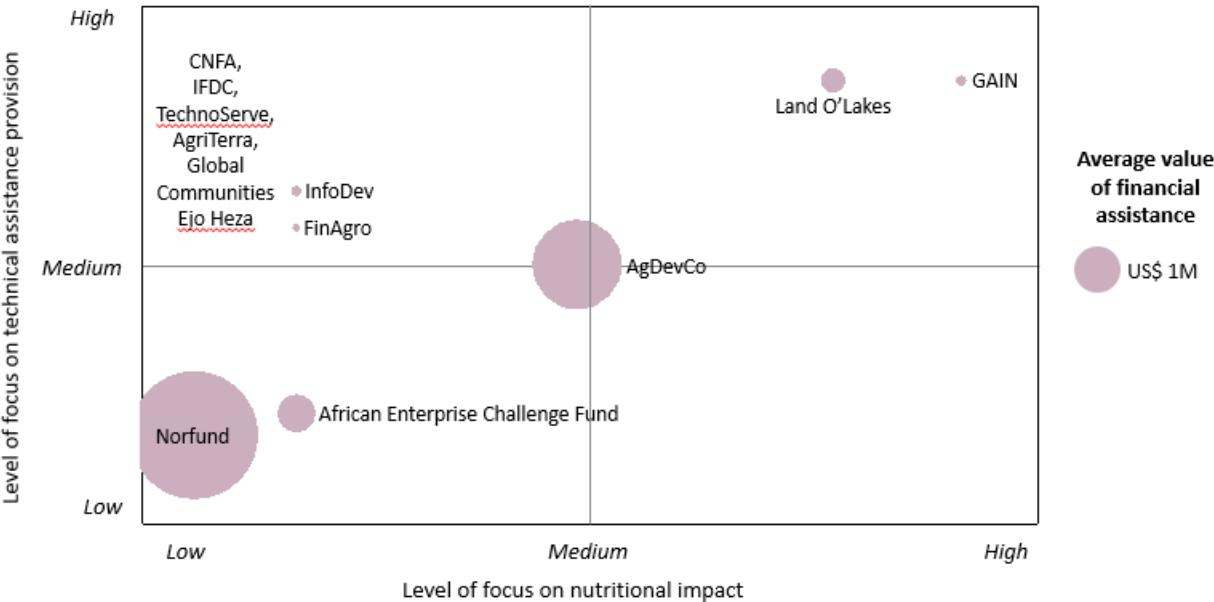 High
CNFA,
IFDC,
TechnoServe,
AgriTerra,
Global
Communities
Ejo Heza
InfoDev
FinAgro
Land O’Lakes
GAIN
Average value
of financial
assistance
US$ 1M
Medium
AgDevCo
Norfund
African Enterprise Challenge Fund
Low
Level of focus on technical assistance provision
Low
Medium
High
Level of focus on nutritional impact